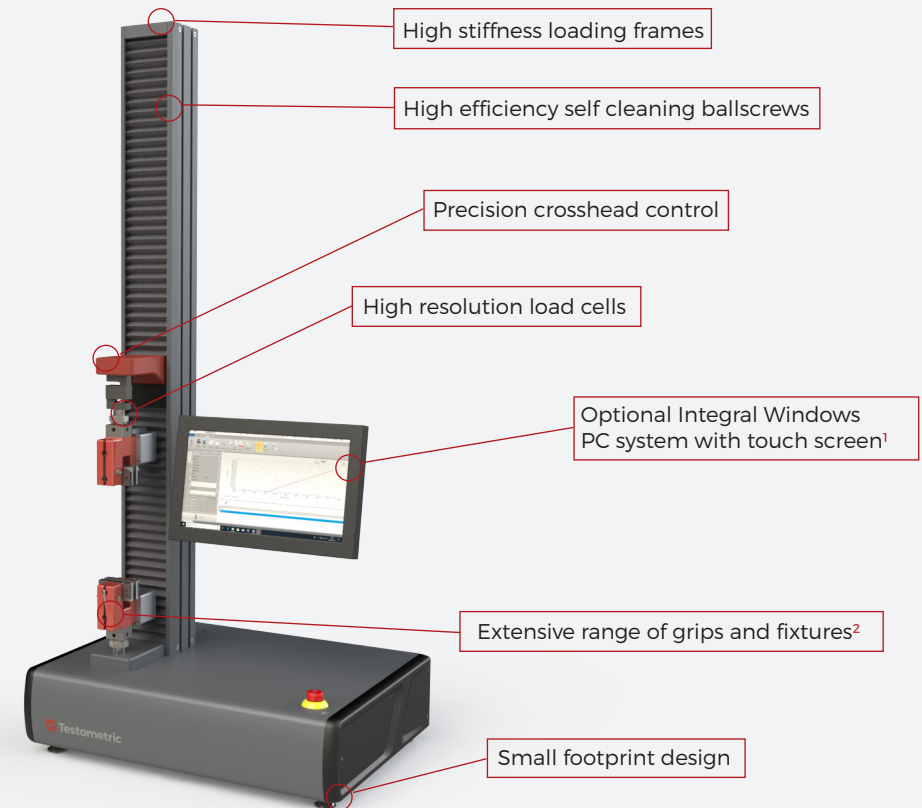 High stiffness loading frames
High efficiency self cleaning ballscrews
Precision crosshead control
High resolution load cells
Optional Integral Windows
PC system with touch screen¹
Extensive range of grips and fixtures²
Testometric
Small footprint design